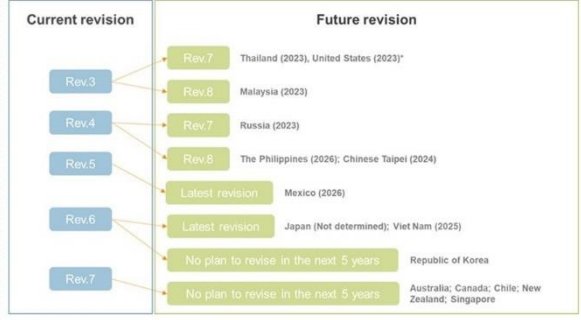 Current revision
Future revision
Rev.3
Rev.7
Thailand (2023), United States (2023)*
Rev.8
Malaysia (2023)
Rev.4
Rev.7
Russia (2023)
Rev.8
The Philippines (2026); Chinese Taipei (2024)
Rev.5
Latest revision
Mexico (2026)
Rev.6
Latest revision
Japan (Not determined); Viet Nam (2025)
No plan to revise in the next 5 years
Republic of Korea
Rev.7
No plan to revise in the next 5 years
Australia; Canada; Chile; New
Zealand; Singapore